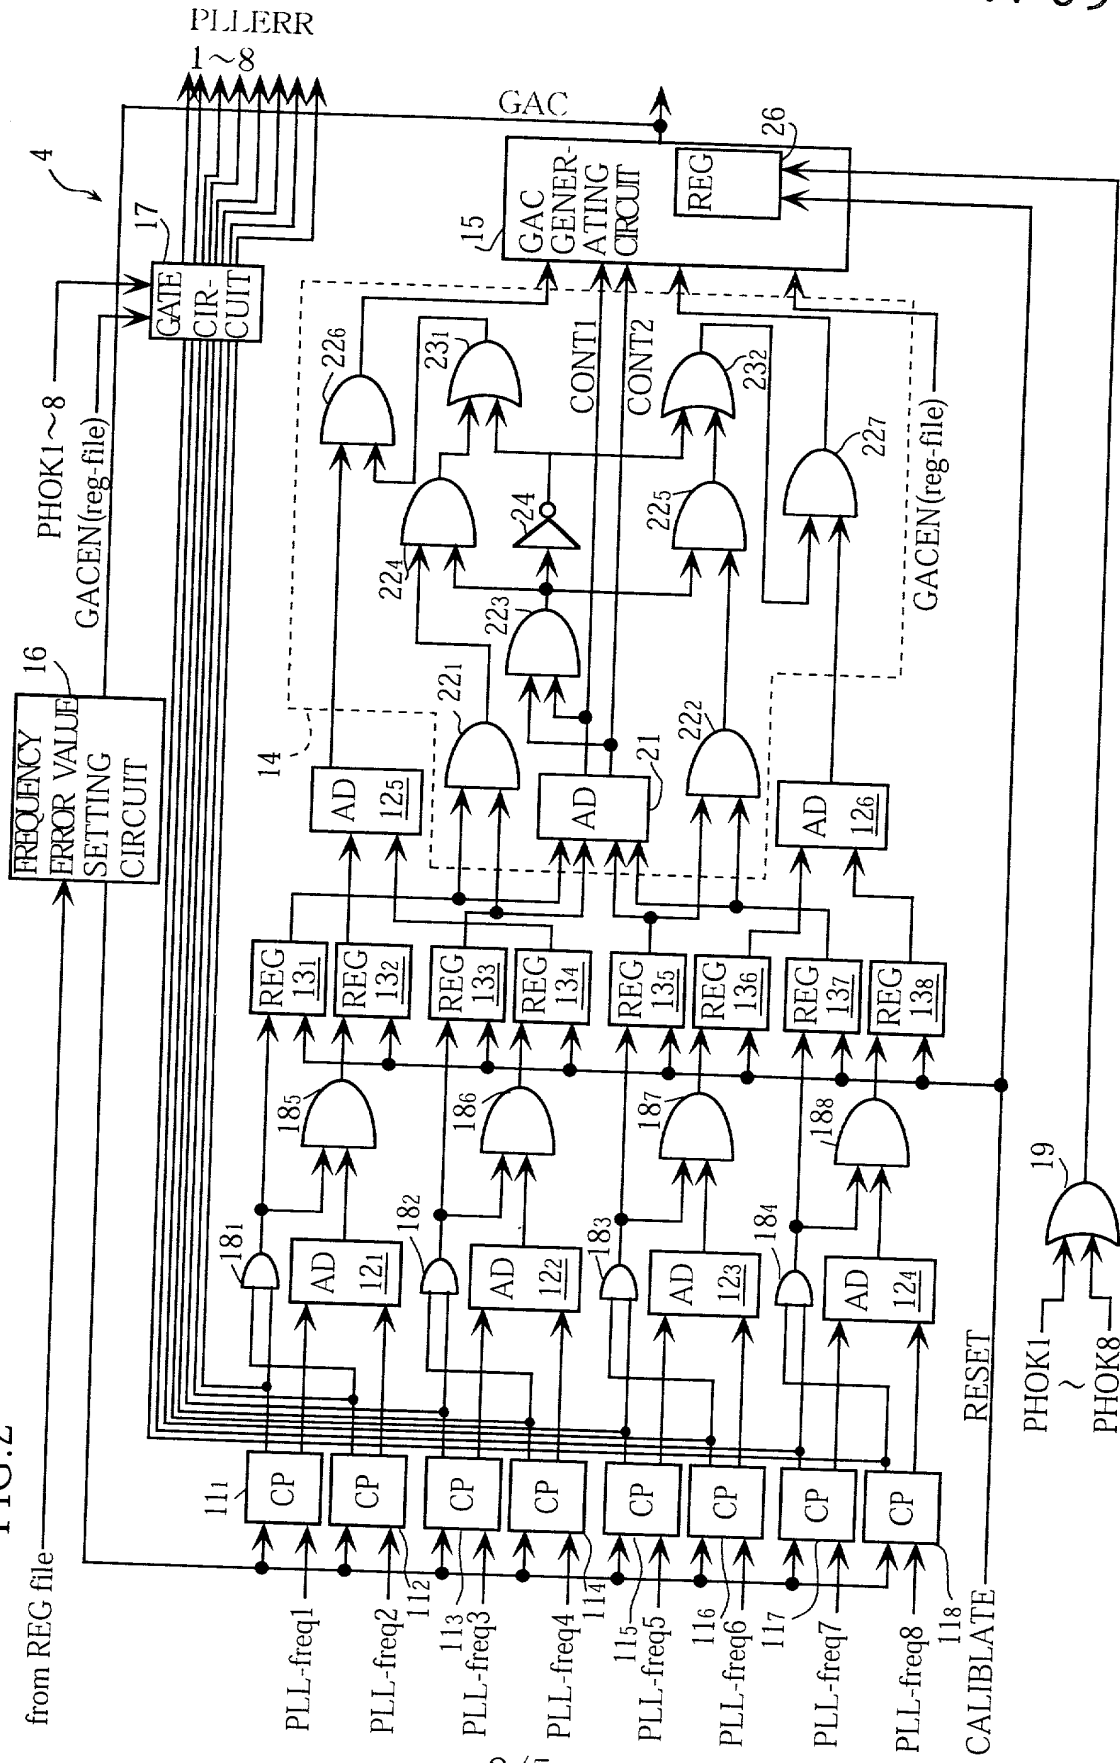 FIG.2
from REG file
FREQUENCY
ERROR VALUE
SETTING
CIRCUIT
16
PHOK1~8
GACEN(reg-file)
GATE
CIR-
CUIT
17
4
PLLERR
1~8
PLL-freq1
PLL-freq2
PLL-freq3
PLL-freq4
PLL-freq5
PLL-freq6
PLL-freq7
PLL-freq8
CALIBLATE
RESET
CP
111
CP
112
CP
113
CP
114
CP
115
CP
116
CP
117
CP
118
181
182
183
184
AD
121
AD
122
AD
123
AD
124
185
186
187
188
REG
131
REG
132
REG
133
REG
134
REG
135
REG
136
REG
137
REG
138
14
AD
125
AD
21
AD
126
221
222
223
224
225
24
226
231
232
227
CONT1
CONT2
GACEN(reg-file)
15
GAC
GENER-
ATING
CIRCUIT
REG
26
GAC
PHOK1
~
PHOK8
19